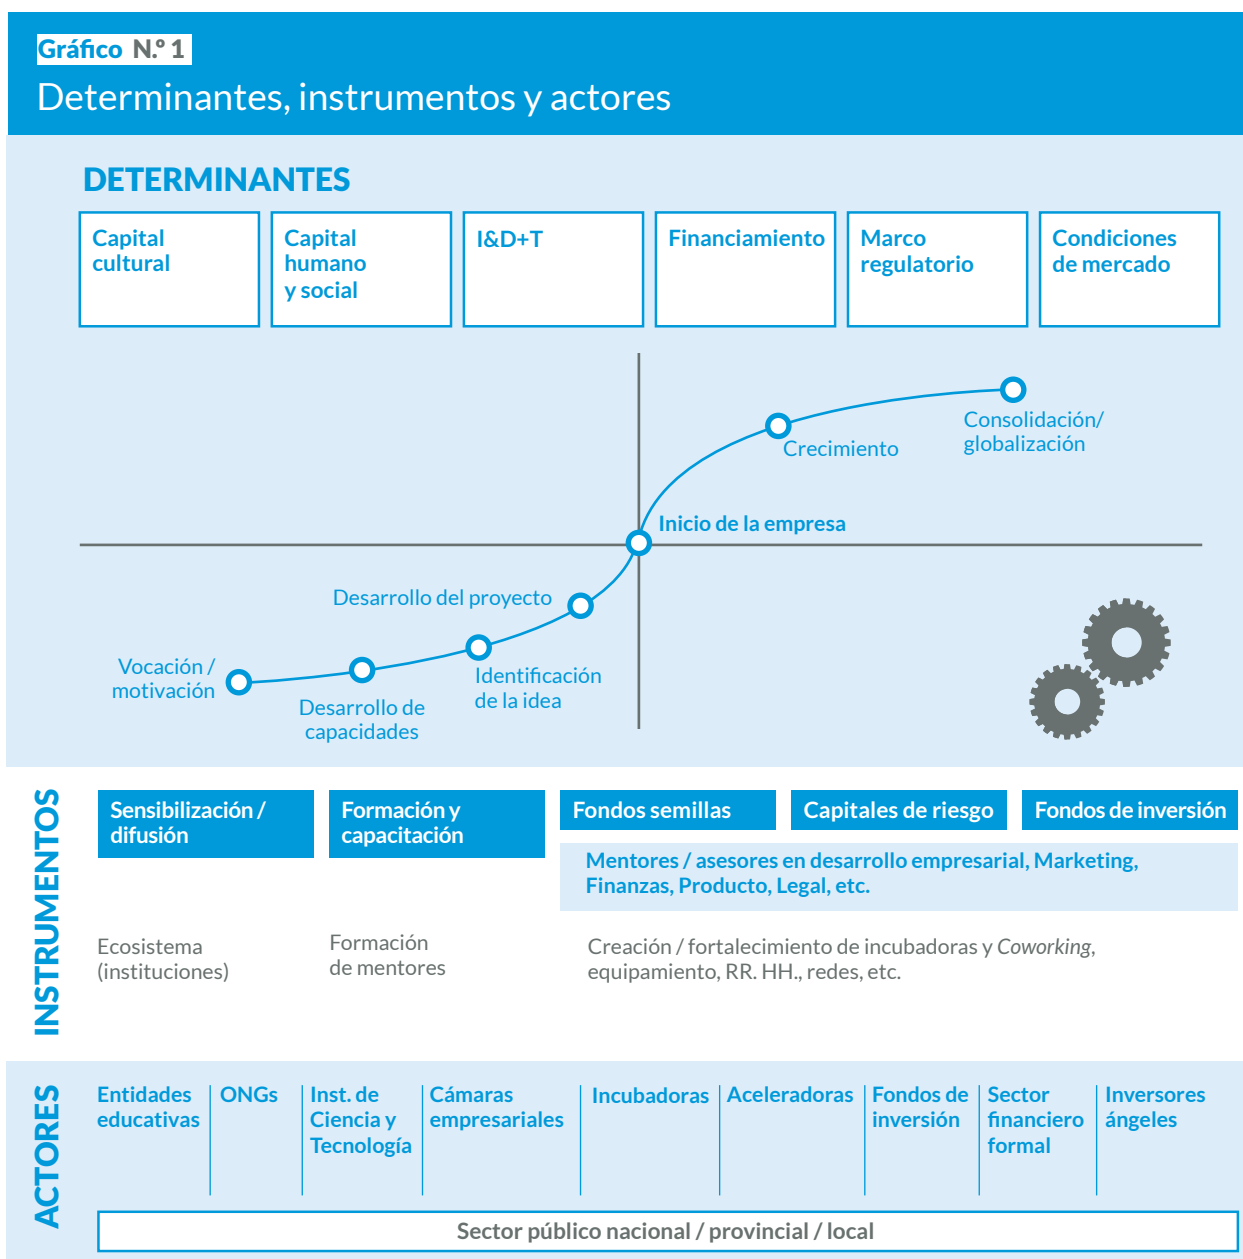 Gráfico N.º 1
Determinantes, instrumentos y actores
DETERMINANTES
Capital
cultural
Capital
humano
y social
I&D+T
Financiamiento
Marco
regulatorio
Condiciones
de mercado
Consolidación/
globalización
Crecimiento
Inicio de la empresa
Desarrollo del proyecto
Identificación
de la idea
Desarrollo de
capacidades
Vocación /
motivación
INSTRUMENTOS
Sensibilización /
difusión
Formación y
capacitación
Fondos semillas
Capitales de riesgo
Fondos de inversión
Mentores / asesores en desarrollo empresarial, Marketing,
Finanzas, Producto, Legal, etc.
Ecosistema
(instituciones)
Formación
de mentores
Creación / fortalecimiento de incubadoras y Coworking,
equipamiento, RR. HH., redes, etc.
ACTORES
Entidades
educativas
ONGs
Inst. de
Ciencia y
Tecnología
Cámaras
empresariales
Incubadoras
Aceleradoras
Fondos de
inversión
Sector
financiero
formal
Inversores
ángeles
Sector público nacional / provincial / local